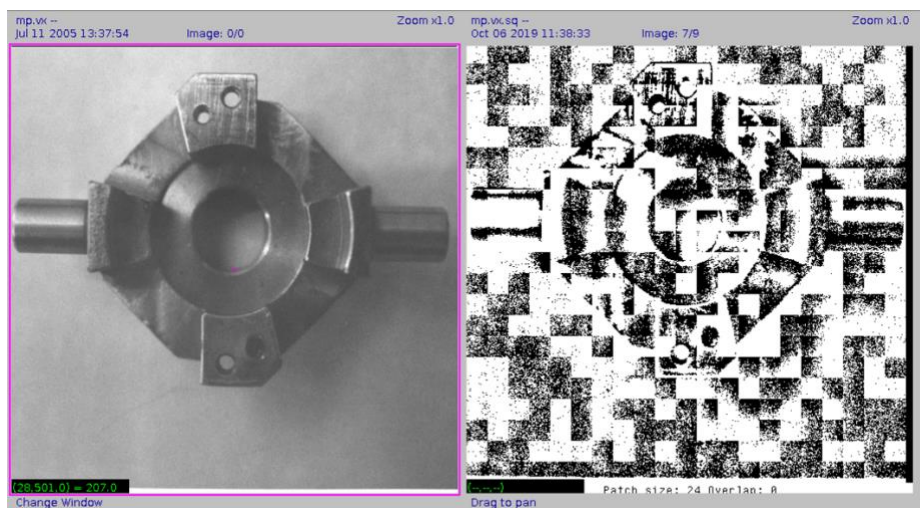 mp.vx --
Jul 11 2005 13:37:54 Image: 0/0 Zoom x1.0
(28,501,0) = 207.0
Change Window
mp.vx.sq --
Oct 06 2019 11:38:33 Image: 7/9 Zoom x1.0
(--,--,--)
Patch size: 24 Overlap: 0
Drag to pan